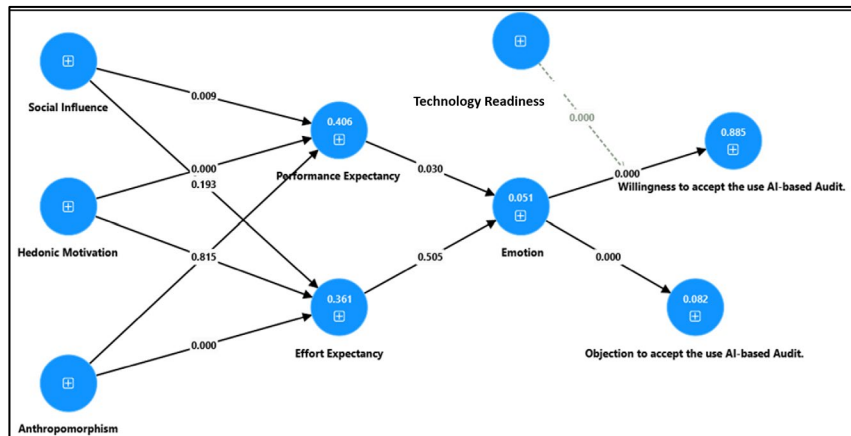 Social Influence
0.009
0.406
Performance Expectancy
0.000
0.193
Hedonic Motivation
0.815
0.361
Effort Expectancy
0.000
Anthropomorphism
0.030
0.505
0.051
Emotion
Technology Readiness
0.000
0.885
0.000
Willingness to accept the use AI-based Audit.
0.000
0.082
Objection to accept the use AI-based Audit.